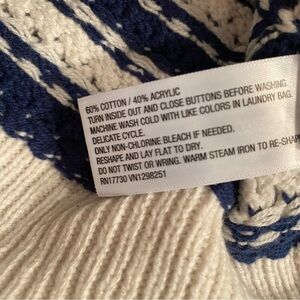 60% COTTON / 40% ACRYLIC
TURN INSIDE OUT AND CLOSE BUTTONS BEFORE WASHING.
MACHINE WASH COLD WITH LIKE COLORS IN LAUNDRY BAG.
DELICATE CYCLE.
ONLY NON-CHLORINE BLEACH IF NEEDED.
RESHAPE AND LAY FLAT TO DRY.
DO NOT TWIST OR WRING. WARM STEAM IRON TO RE-SHAP
RN17730 VN1298251